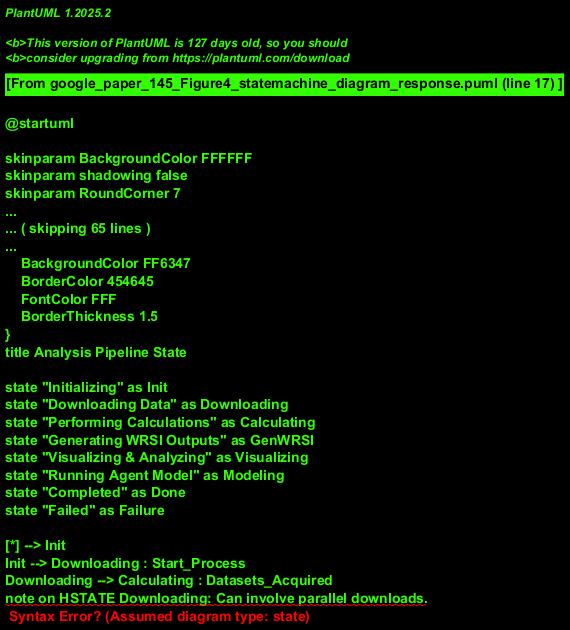 PlantUML 1.2025.2
<b>This version of PlantUML is 127 days old, so you should
<b>consider upgrading from https://plantuml.com/download
[From google_paper_145_Figure4_statemachine_diagram_response.puml (line 17) ]
@startuml
skinparam BackgroundColor FFFFFF
skinparam shadowing false
skinparam RoundCorner 7
...
... ( skipping 65 lines )
...
BackgroundColor FF6347
BorderColor 454645
FontColor FFF
BorderThickness 1.5
}
title Analysis Pipeline State
state "Initializing" as Init
state "Downloading Data" as Downloading
state "Performing Calculations" as Calculating
state "Generating WRSI Outputs" as GenWRSI
state "Visualizing & Analyzing" as Visualizing
state "Running Agent Model" as Modeling
state "Completed" as Done
state "Failed" as Failure
[*] --> Init
Init --> Downloading : Start_Process
Downloading --> Calculating : Datasets_Acquired
note on HSTATE Downloading: Can involve parallel downloads.
Syntax Error? (Assumed diagram type: state)